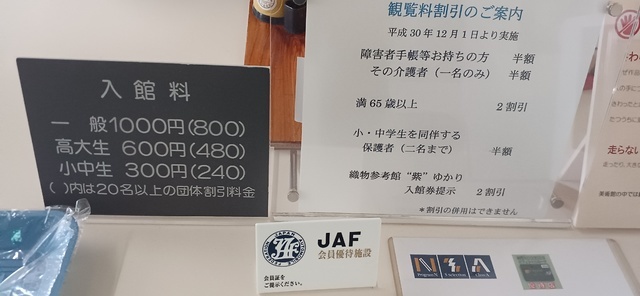 入館料
一 般1000円(800)
高大生 600円(480)
小中生 300円(240)
( )内は20名以上の団体割引料金
観覧料割引のご案内
平成30年12月1日より実施
障害者手帳等お持ちの方 半額
その介護者（一名のみ） 半額
満65歳以上 2割引
小・中学生を同伴する
保護者（二名まで） 半額
織物参考館“紫”ゆかり
入館券提示 2割引
＊割引の併用はできません
JAF
会員優待施設
会員証を
ご提示ください。
走らない